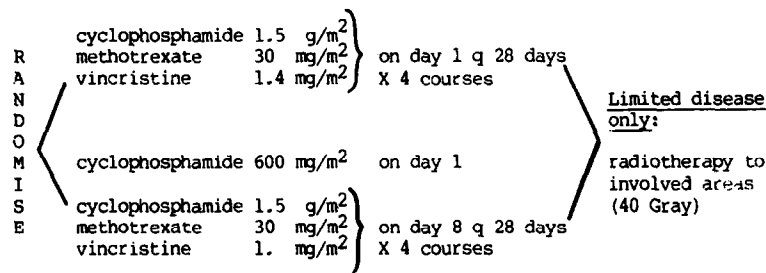 RANDOMISE
cyclophosphamide 1.5 g/m²
methotrexate 30 mg/m²
vincristine 1.4 mg/m²
on day 1 q 28 days
X 4 courses
cyclophosphamide 600 mg/m² on day 1
cyclophosphamide 1.5 g/m²
methotrexate 30 mg/m²
vincristine 1. mg/m²
on day 8 q 28 days
X 4 courses
Limited disease
only:
radiotherapy to
involved areas
(40 Gray)